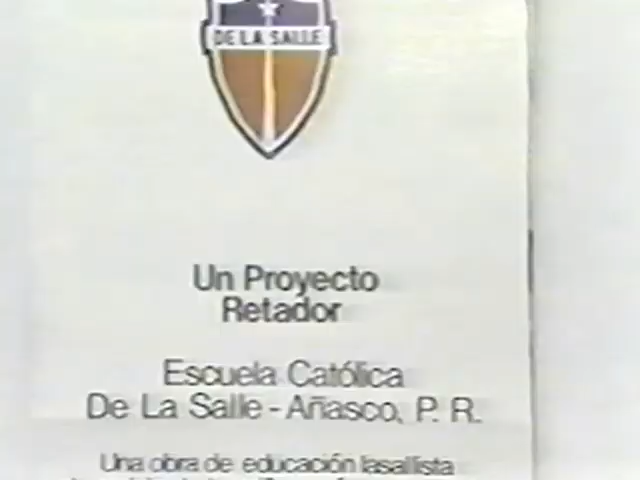 DE LA SALLE
Un Proyecto
Retador
Escuela Católica
De La Salle - Añasco, P. R.
Una obra de educación lasallista